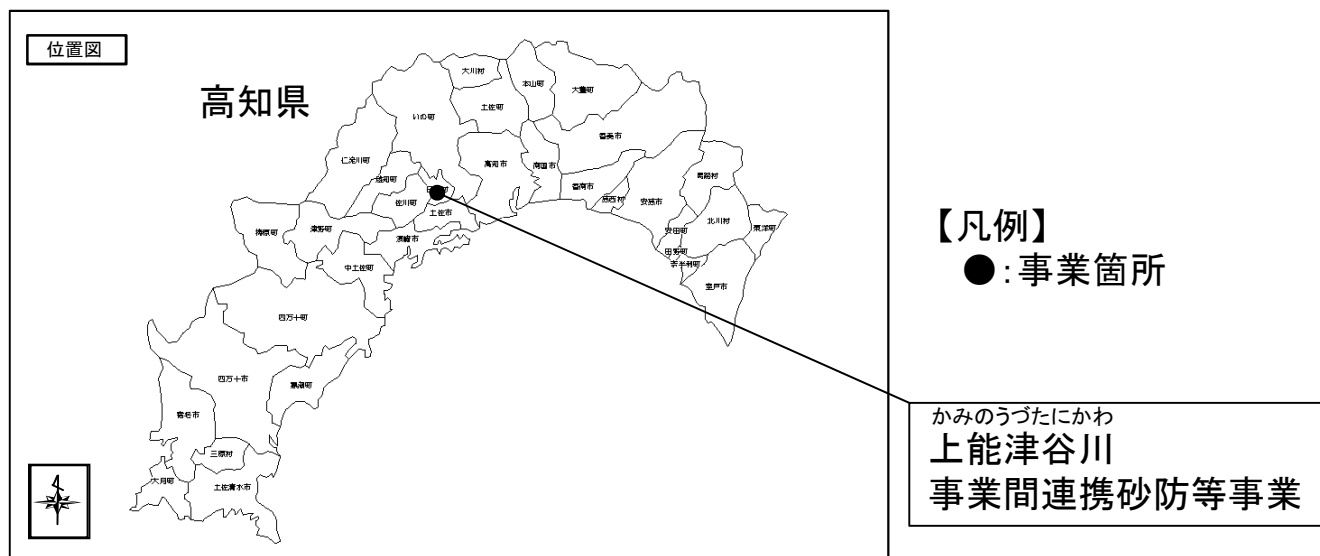 位置図
高知県
大川村
本山町
大豊町
いの町
土佐町
香美市
仁淀川町
高知市
南国市
越知町
馬路村
香南市
芸西村
安芸市
佐川町
土佐市
北川村
東洋町
梼原町
津野町
須崎市
安田町
田野町
中土佐町
奈半利町
室戸市
四万十町
四万十市
黒潮町
宿毛市
三原村
大月町
土佐清水市
【凡例】
●:事業箇所
かみのうづたにかわ
上能津谷川
事業間連携砂防等事業